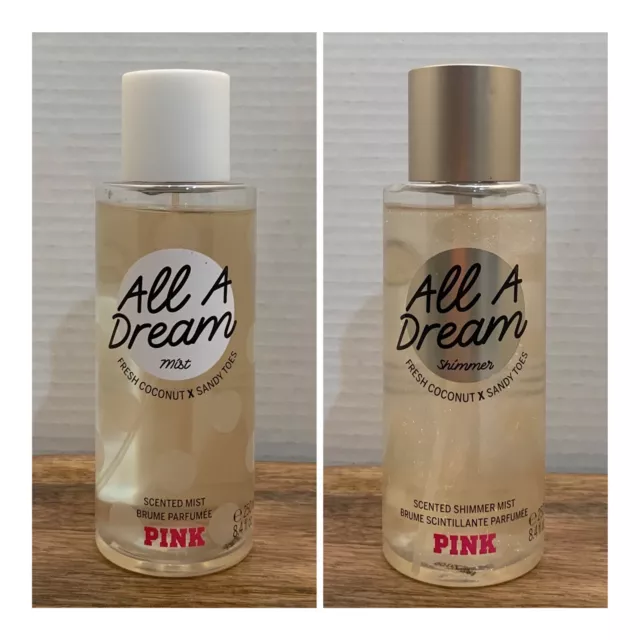 All A
Dream
Mist
FRESH COCONUT X SANDY TOES
SCENTED MIST
BRUME PARFUMÉE
PINK
All A
Dream
Shimmer
FRESH COCONUT X SANDY TOES
SCENTED SHIMMER MIST
BRUME SCINTILLANTE PARFUMÉE
PINK